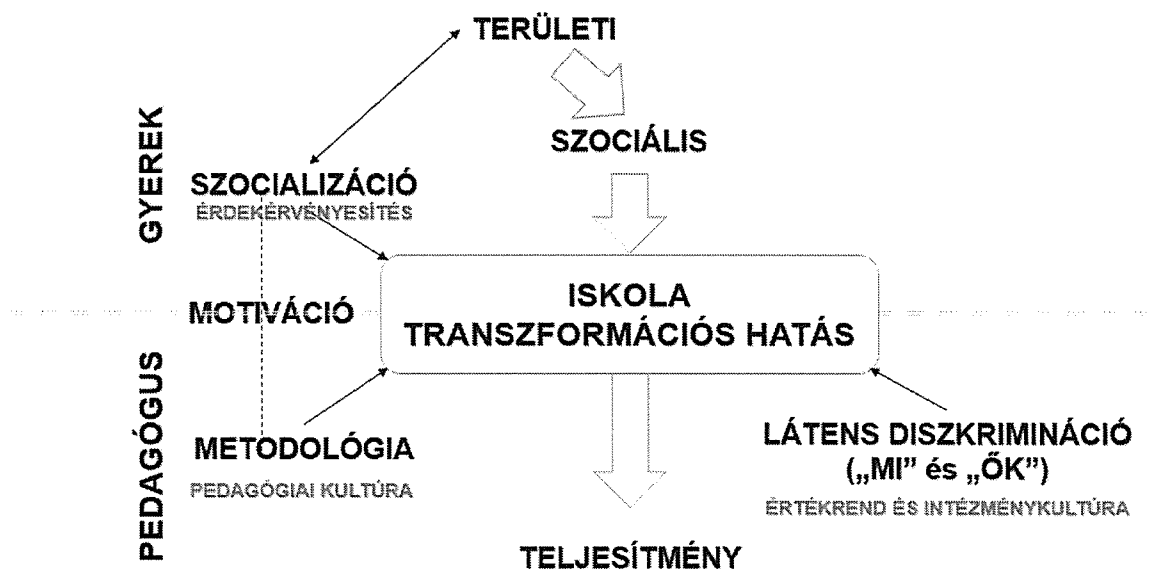 TERÜLETI
SZOCIÁLIS
GYEREK
SZOCIALIZÁCIÓ
ÉRDEKÉRVÉNYESÍTÉS
MOTIVÁCIÓ
ISKOLA
TRANSZFORMÁCIÓS HATÁS
PEDAGÓGUS
METODOLÓGIA
PEDAGÓGIAI KULTÚRA
LÁTENS DISZKRIMINÁCIÓ
(„MI” és „ŐK”)
ÉRTÉKREND ÉS INTÉZMÉNYKULTÚRA
TELJESÍTMÉNY